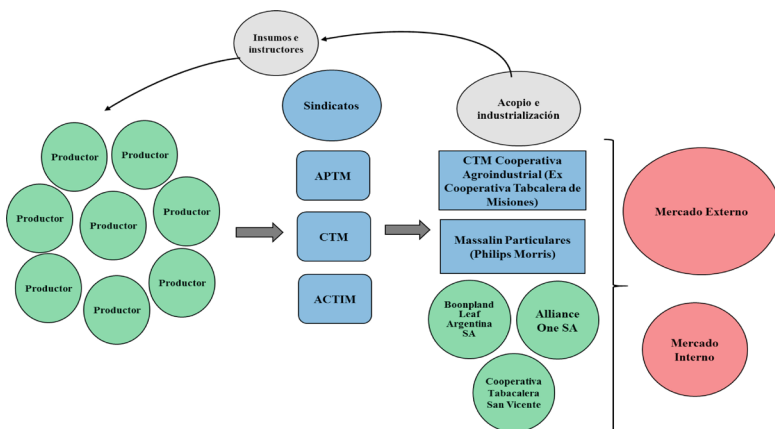 Insumos e
instructores
Sindicatos
Acopio e
industrialización
Productor
Productor
Productor
Productor
Productor
Productor
Productor
Productor
APTM
CTM
ACTIM
CTM Cooperativa
Agroindustrial (Ex
Cooperativa Tabcalera de
Misiones)
Massalin Particulares
(Philips Morris)
Boonpland
Leaf
Argentina
SA
Alliance
One SA
Cooperativa
Tabacalera
San Vicente
Mercado Externo
Mercado
Interno